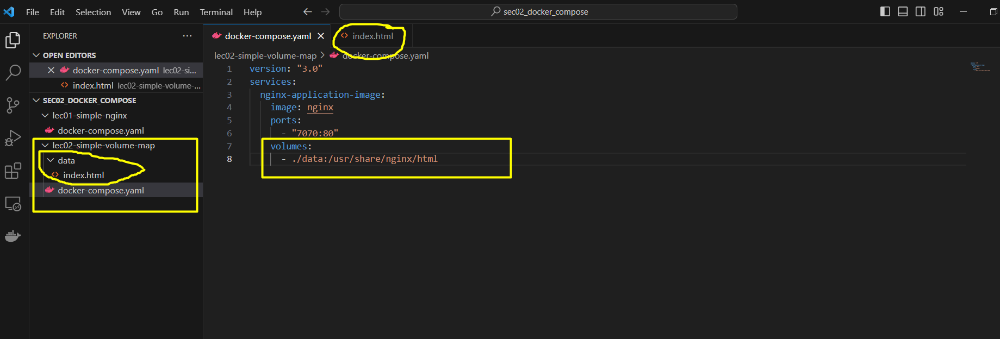 File Edit Selection View Go Run Terminal Help
sec02_docker_compose
EXPLORER
OPEN EDITORS
docker-compose.yaml lec02-si...
index.html lec02-simple-volume-...
SEC02_DOCKER_COMPOSE
lec01-simple-nginx
docker-compose.yaml
lec02-simple-volume-map
data
index.html
docker-compose.yaml
docker-compose.yaml
index.html
lec02-simple-volume-map > docker-compose.yaml
1 version: "3.0"
2 services:
3 nginx-application-image:
4 image: nginx
5 ports:
6 - "7070:80"
7 volumes:
8 - ./data:/usr/share/nginx/html